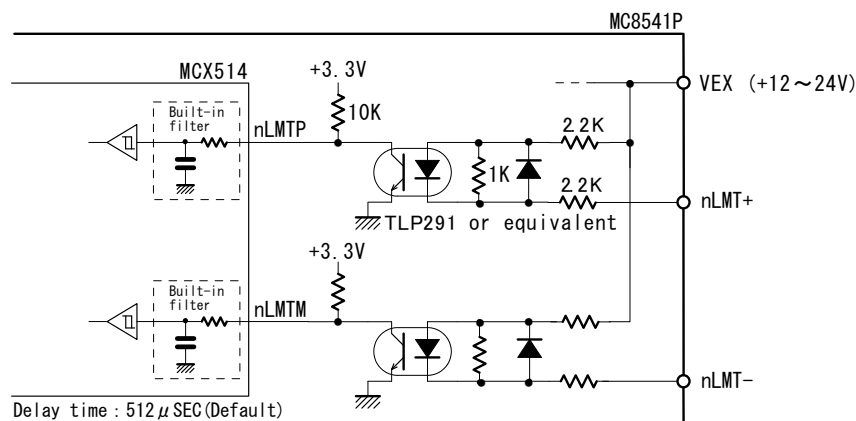 MC8541P
MCX514
+3.3V
VEX (+12～24V)
Built-in
filter
nLMTP
10K
2.2K
1K
2.2K
nLMT+
TLP291 or equivalent
+3.3V
Built-in
filter
nLMTM
nLMT-
Delay time : 512μSEC(Default)